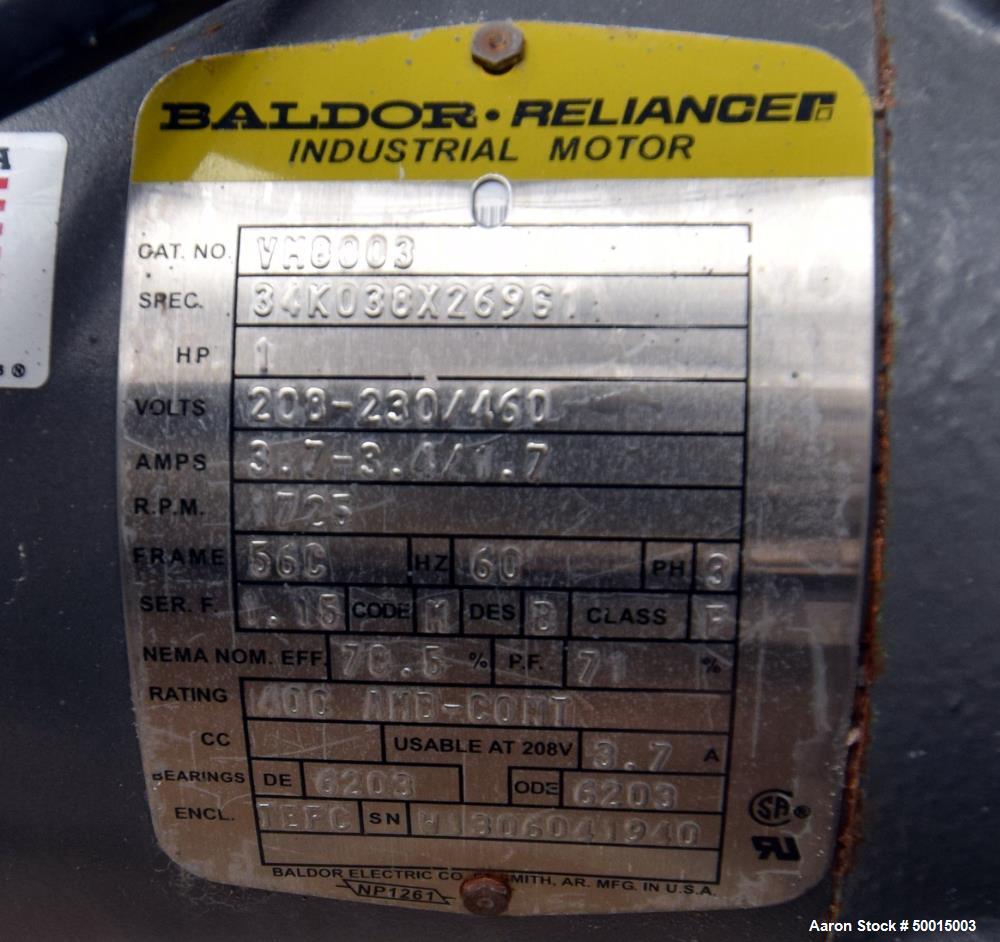 BALDOR • RELIANCER
INDUSTRIAL MOTOR
CAT. NO. VM8003
SPEC. 34K038X269G1
HP 1
VOLTS 208-230/460
AMPS 3.7-3.4/1.7
R.P.M. 1725
FRAME 56C HZ 60 PH 3
SER. F. 1.15 CODE M DES B CLASS F
NEMA NOM. EFF. 78.5 % P.F. 71 %
RATING 40C AMB-CONT
CC USABLE AT 208V 3.7 A
BEARINGS DE 6203 ODE 6203
ENCL. TEFC SN W1306041940
BALDOR ELECTRIC CO. SMITH, AR. MFG. IN U.S.A.
NP1261
A
®
SA ®
Aaron Stock # 50015003